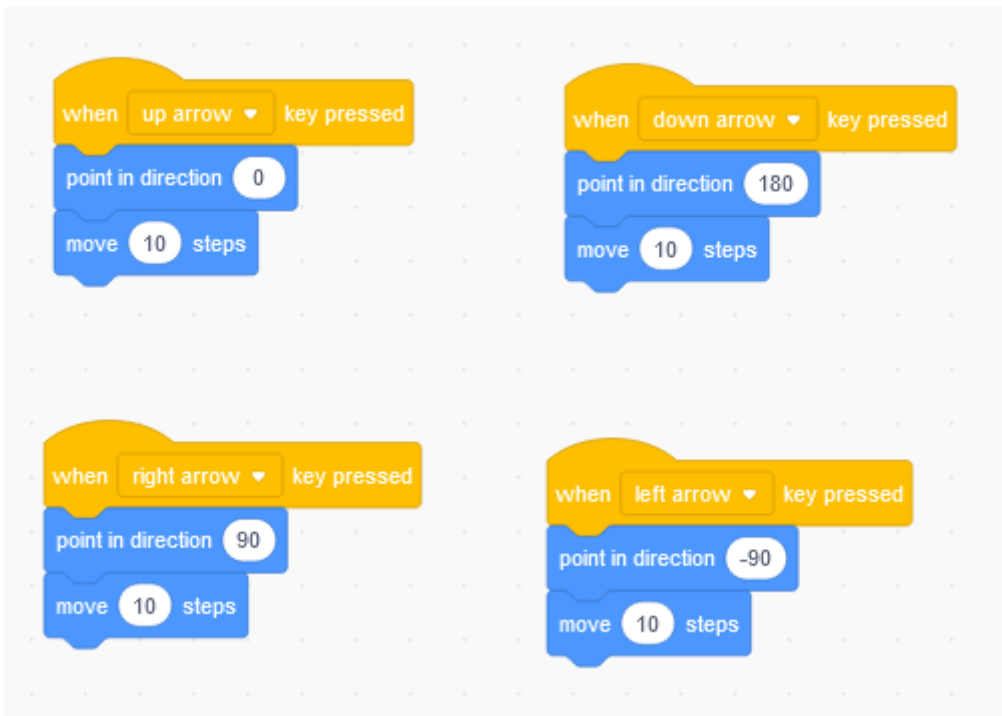 when up arrow key pressed
point in direction 0
move 10 steps
when down arrow key pressed
point in direction 180
move 10 steps
when right arrow key pressed
point in direction 90
move 10 steps
when left arrow key pressed
point in direction -90
move 10 steps